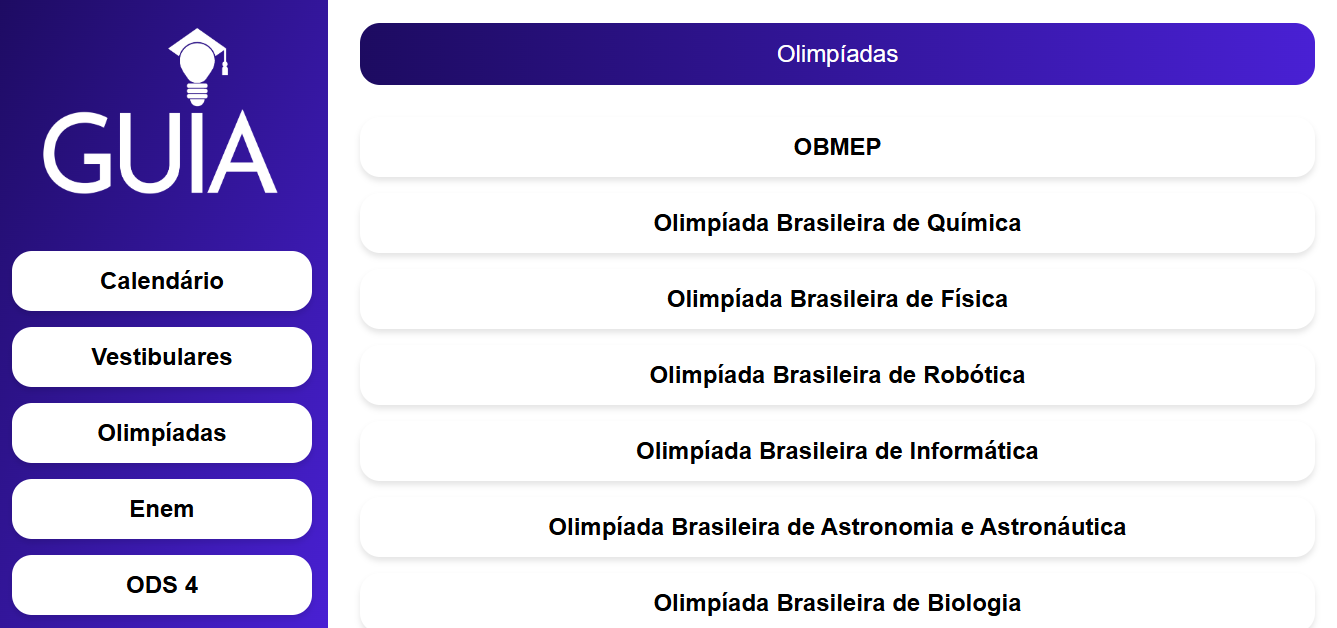 GUIA
Calendário
Vestibulares
Olimpíadas
Enem
ODS 4
Olimpíadas
OBMEP
Olimpíada Brasileira de Química
Olimpíada Brasileira de Física
Olimpíada Brasileira de Robótica
Olimpíada Brasileira de Informática
Olimpíada Brasileira de Astronomia e Astronáutica
Olimpíada Brasileira de Biologia